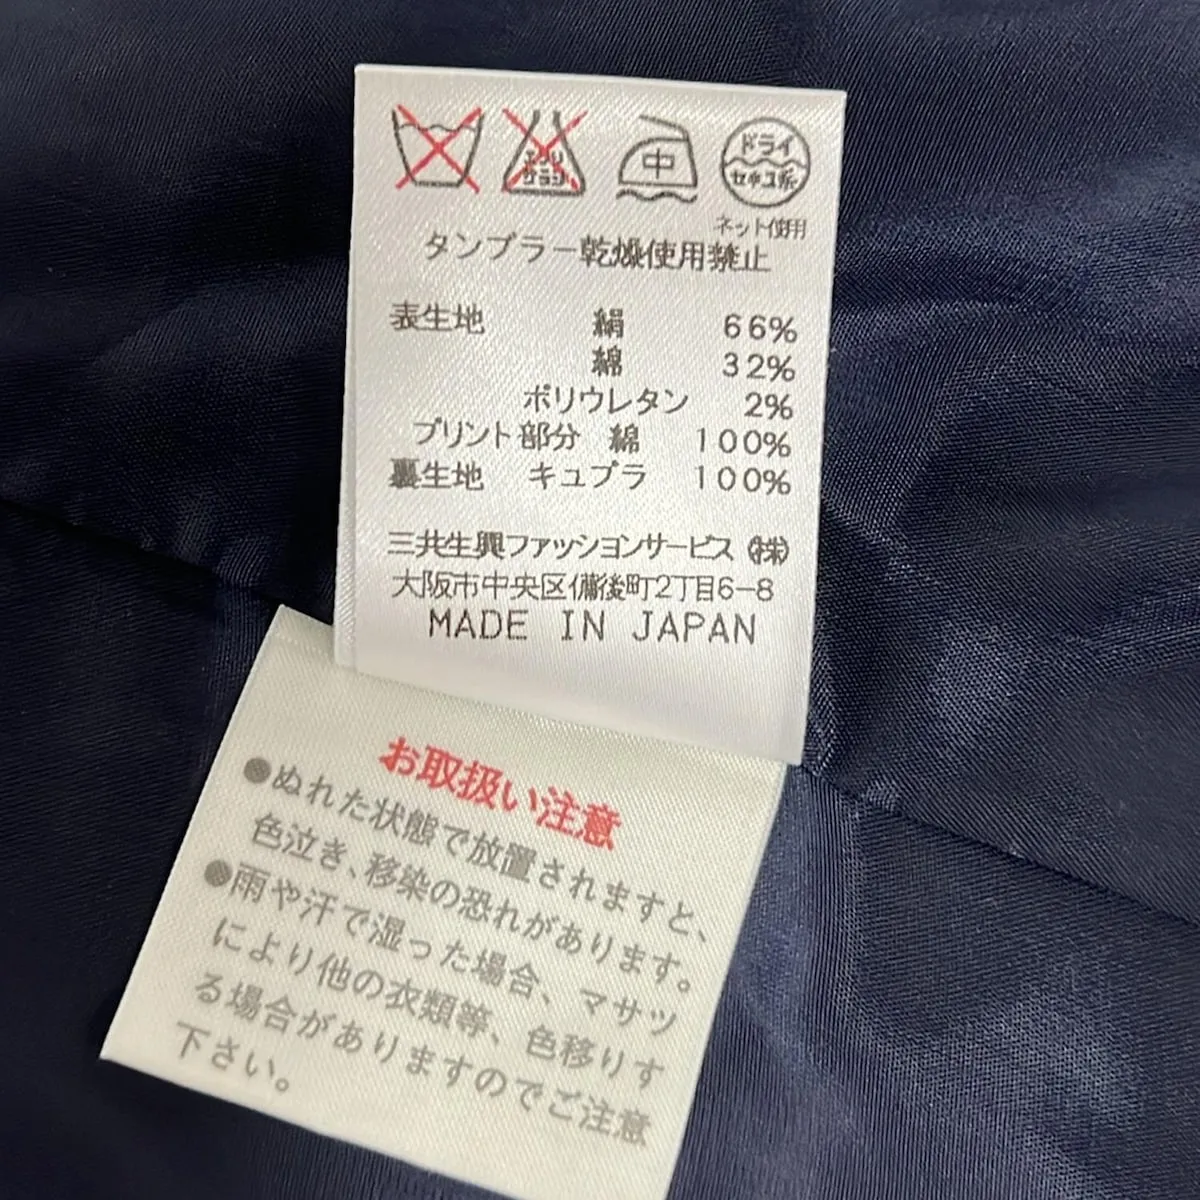 エンソ
サラシ
中
ドライ
セキユ系
ネット使用
タンブラー乾燥使用禁止
表生地 絹 66%
綿 32%
ポリウレタン 2%
プリント部分 綿 100%
裏生地 キュプラ 100%
三共生興ファッションサービス(株)
大阪市中央区備後町2丁目6-8
MADE IN JAPAN
お取扱い注意
●ぬれた状態で放置されますと、
色泣き、移染の恐れがあります。
●雨や汗で湿った場合、マサツ
により他の衣類等、色移りす
る場合がありますのでご注意
下さい。